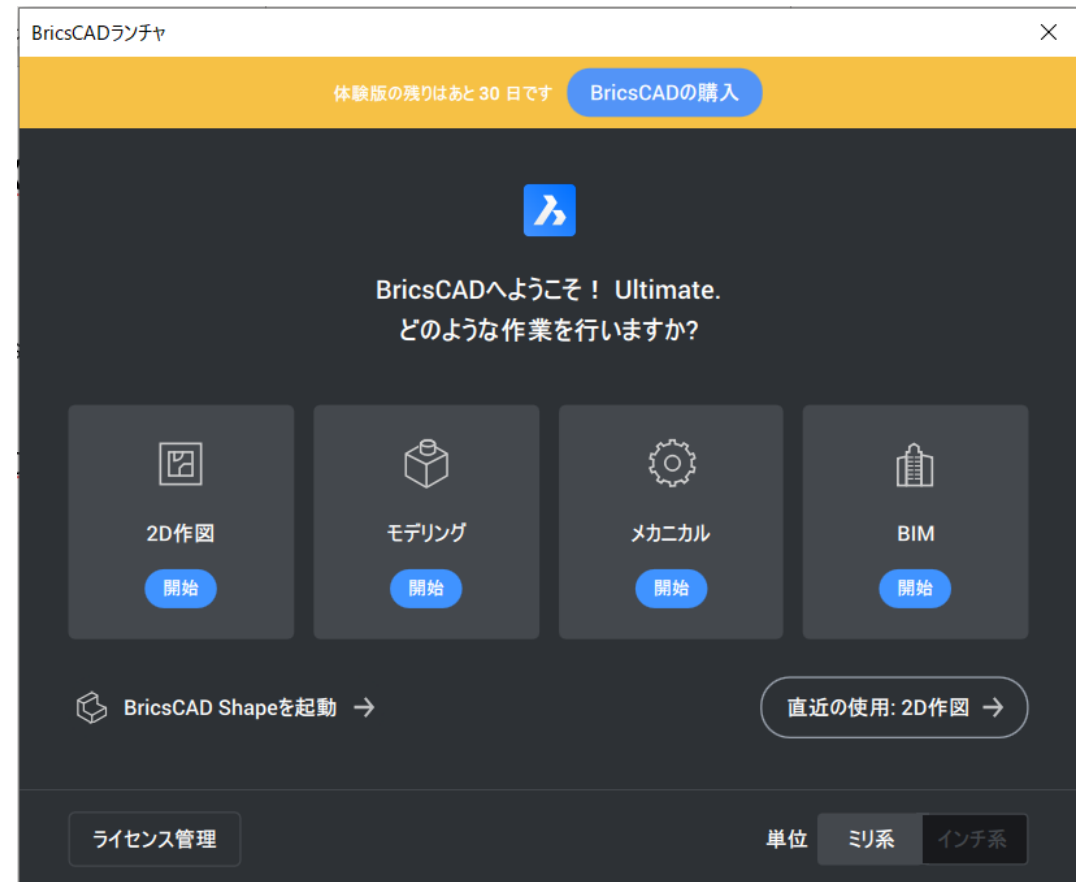 BricsCADランチャ
体験版の残りはあと 30 日です
BricsCADの購入
BricsCADへようこそ！ Ultimate.
どのような作業を行いますか?
2D作図
開始
モデリング
開始
メカニカル
開始
BIM
開始
BricsCAD Shapeを起動
直近の使用: 2D作図
ライセンス管理
単位
ミリ系
インチ系